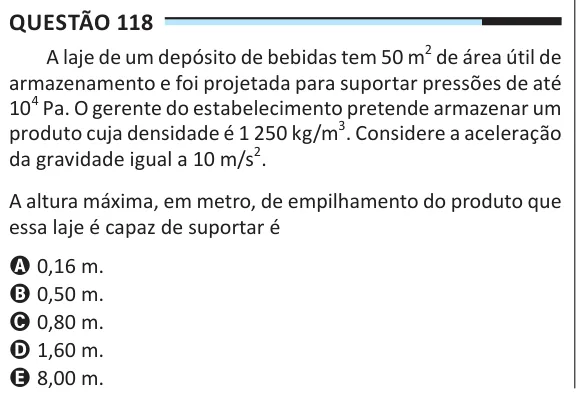 QUESTÃO 118
A laje de um depósito de bebidas tem 50 m² de área útil de
armazenamento e foi projetada para suportar pressões de até
10⁴ Pa. O gerente do estabelecimento pretende armazenar um
produto cuja densidade é 1 250 kg/m³. Considere a aceleração
da gravidade igual a 10 m/s².
A altura máxima, em metro, de empilhamento do produto que
essa laje é capaz de suportar é
A 0,16 m.
B 0,50 m.
C 0,80 m.
D 1,60 m.
E 8,00 m.